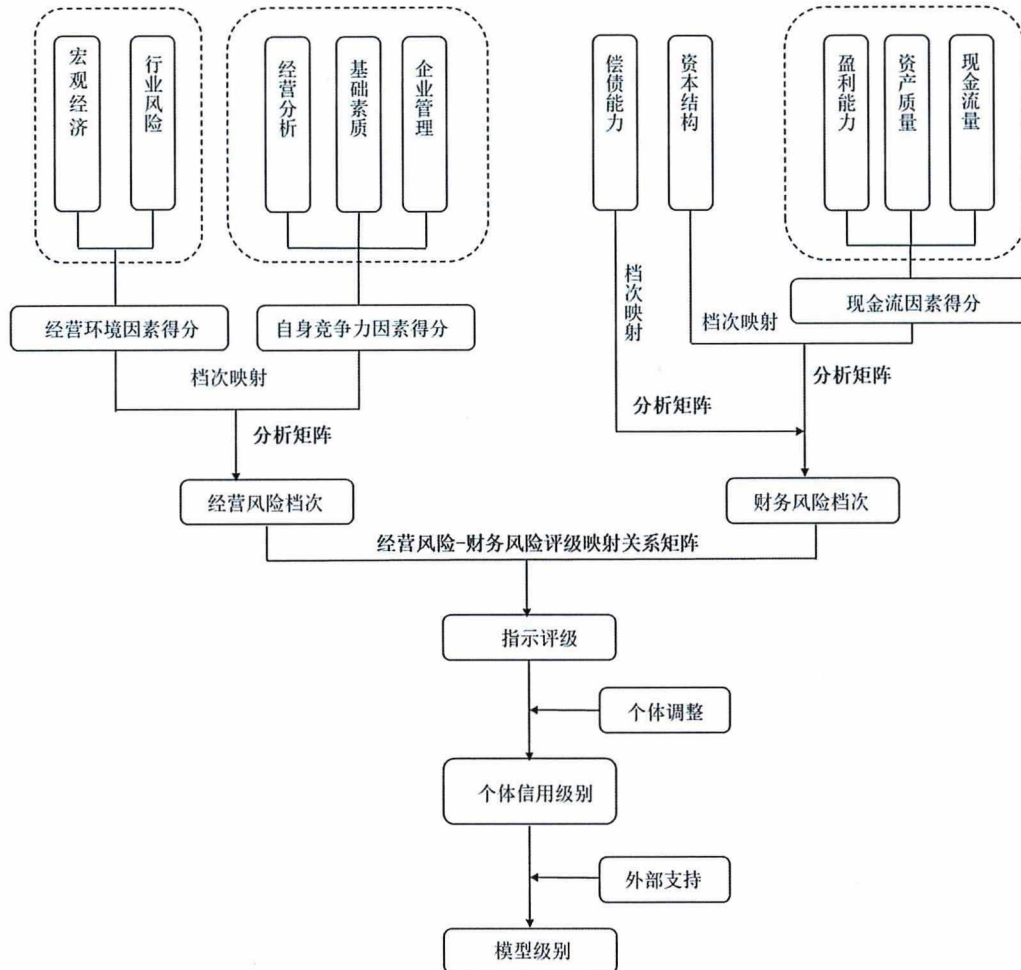 宏观经济
行业风险
经营分析
基础素质
企业管理
偿债能力
资本结构
盈利能力
资产质量
现金流量
经营环境因素得分
自身竞争力因素得分
档次映射
档次映射
现金流因素得分
档次映射
分析矩阵
分析矩阵
分析矩阵
经营风险档次
财务风险档次
经营风险-财务风险评级映射关系矩阵
指示评级
个体调整
个体信用级别
外部支持
模型级别